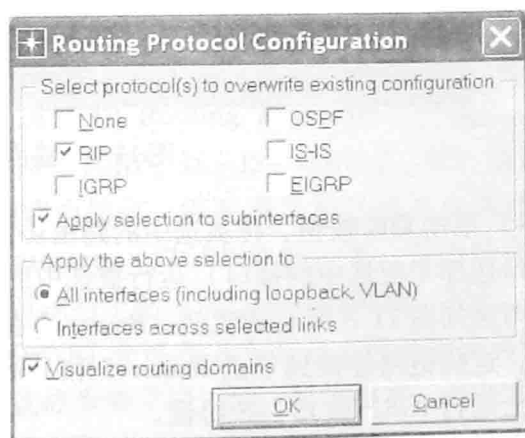 Routing Protocol Configuration
Select protocol(s) to overwrite existing configuration
None
OSPF
RIP
IS-IS
IGRP
EIGRP
Apply selection to subinterfaces
Apply the above selection to
All interfaces (including loopback, VLAN)
Interfaces across selected links
Visualize routing domains
OK
Cancel